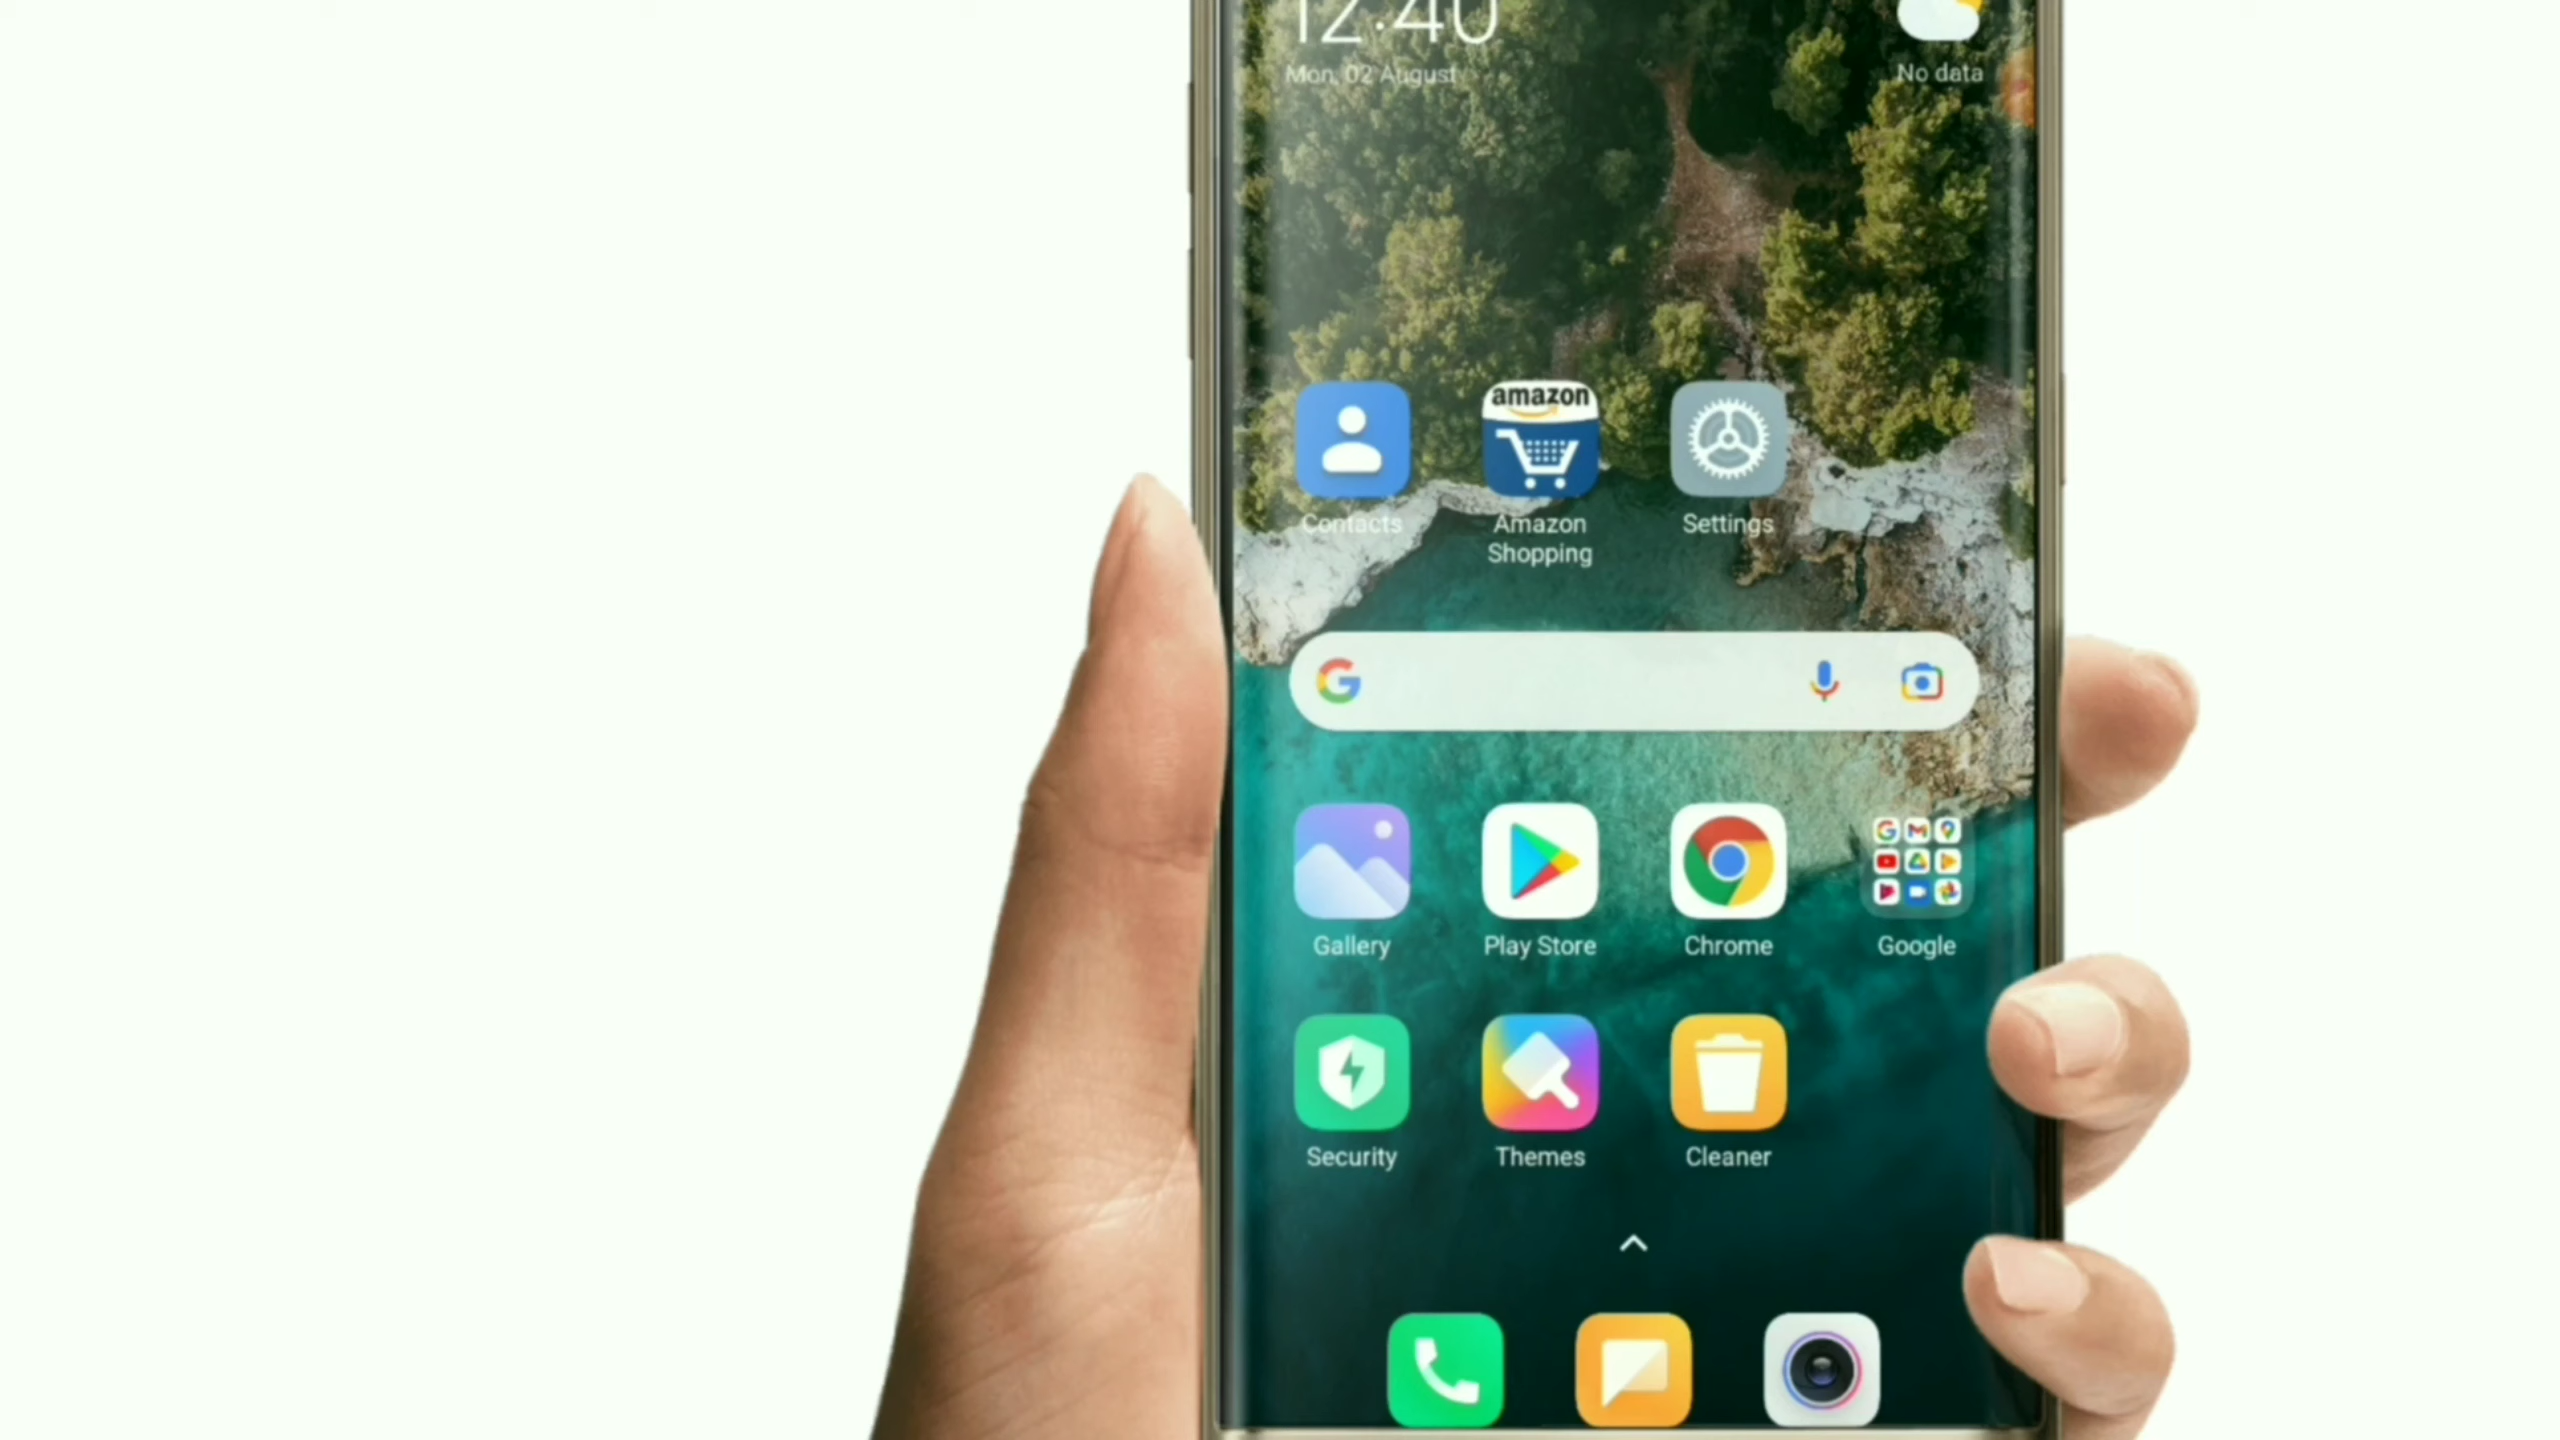 12:40
Mon, 02 August
No data
amazon
Contacts
Amazon
Shopping
Settings
Gallery
Play Store
Chrome
Google
Security
Themes
Cleaner